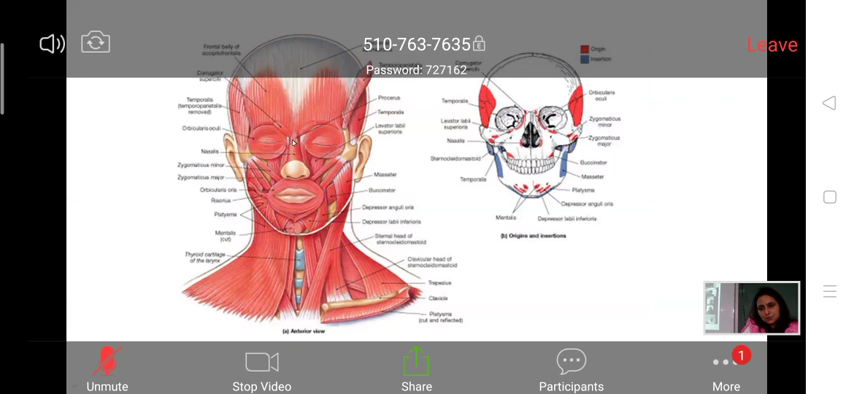 510-763-7635
Password: 727162
Leave
Frontal belly of
occipitofrontalis
Corrugator
supercilii
Temporalis
(temporoparietalis
removed)
Orbicularis oculi
Nasalis
Zygomaticus minor
Zygomaticus major
Orbicularis oris
Risorius
Platysma
Mentalis
(cut)
Thyroid cartilage
of the larynx
Procerus
Temporalis
Levator labii
superioris
Masseter
Buccinator
Depressor anguli oris
Depressor labii inferioris
Sternal head of
sternocleidomastoid
Clavicular head of
sternocleidomastoid
Trapezius
Clavicle
Platysma
(cut and reflected)
(a) Anterior view
Origin
Insertion
Corrugator
supercilii
Temporalis
Levator labii
superioris
Nasalis
Sternocleidomastoid
Temporalis
Mentalis
Orbicularis
oculi
Zygomaticus
minor
Zygomaticus
major
Buccinator
Masseter
Platysma
Depressor anguli oris
Depressor labii inferioris
(b) Origins and insertions
Unmute
Stop Video
Share
Participants
More
1